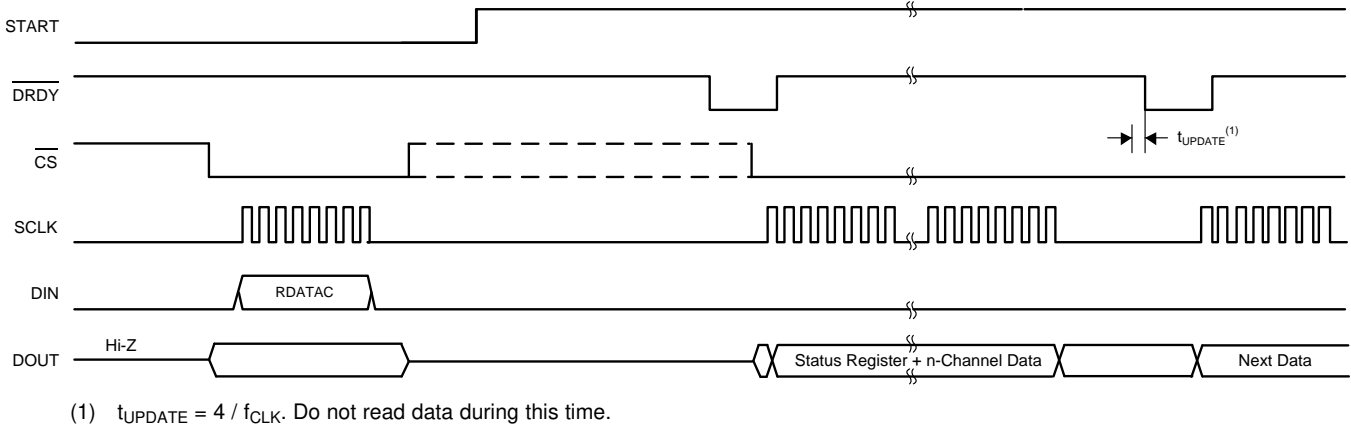 START
DRDY
t_UPDATE^(1)
CS
SCLK
DIN
RDATAC
Hi-Z
DOUT
Status Register + n-Channel Data
Next Data
(1) t_UPDATE = 4 / f_CLK. Do not read data during this time.